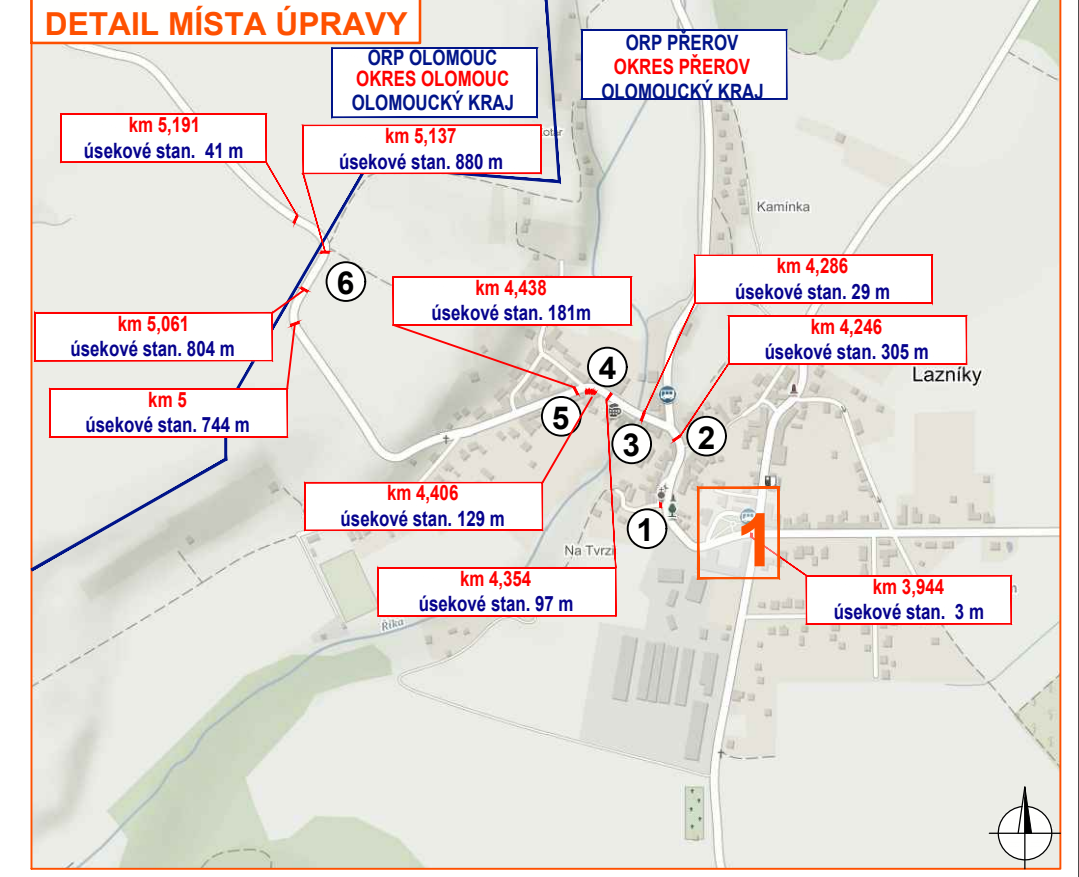 DETAIL MÍSTA ÚPRAVY
ORP OLOMOUC
OKRES OLOMOUC
OLOMOUCKÝ KRAJ
ORP PŘEROV
OKRES PŘEROV
OLOMOUCKÝ KRAJ
km 5,191
úsekové stan. 41 m
km 5,137
úsekové stan. 880 m
Kamínka
6
km 4,438
úsekové stan. 181m
km 4,286
úsekové stan. 29 m
km 5,061
úsekové stan. 804 m
km 4,246
úsekové stan. 305 m
Lazníky
km 5
úsekové stan. 744 m
4
5
3
2
km 4,406
úsekové stan. 129 m
1
1
Na Tvrzi
km 4,354
úsekové stan. 97 m
km 3,944
úsekové stan. 3 m
Říka